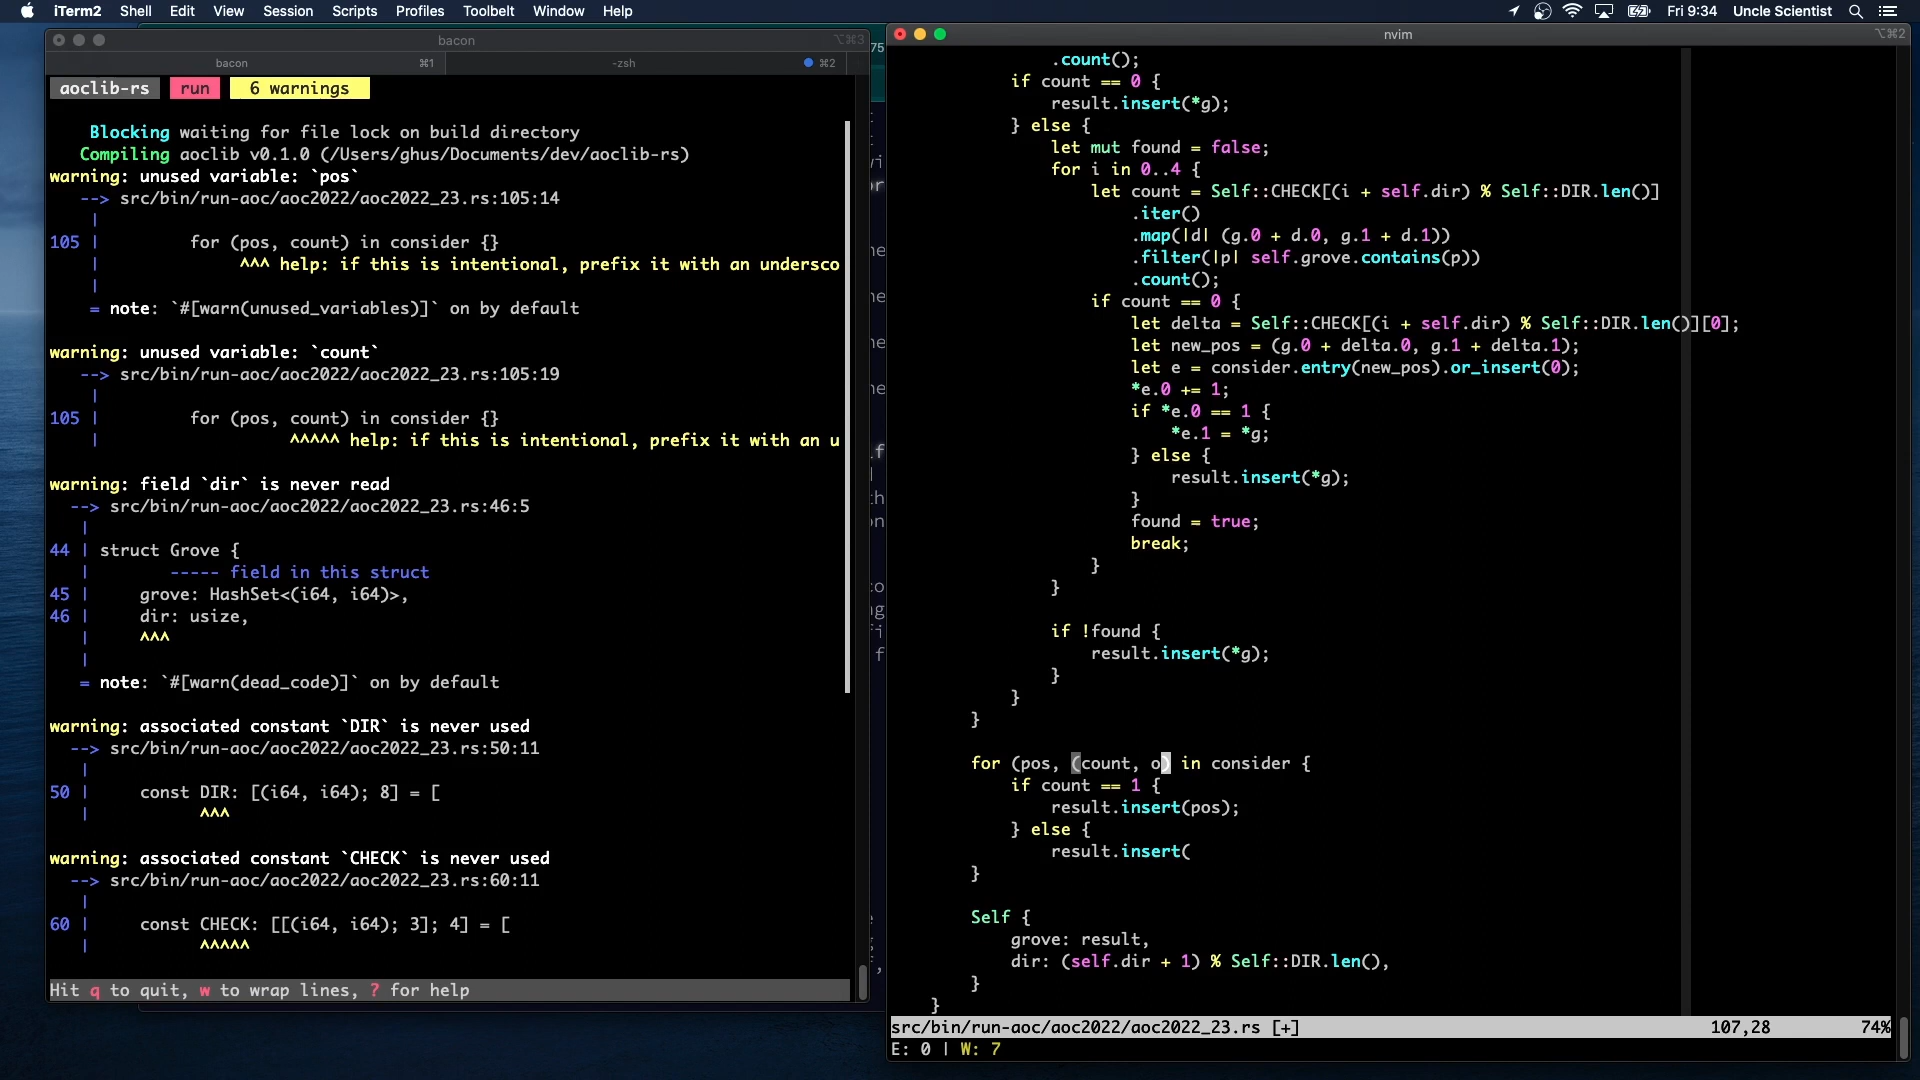 iTerm2 Shell Edit View Session Scripts Profiles Toolbelt Window Help
Fri 9:34 Uncle Scientist
bacon ⌥⌘3
bacon ⌘1 -zsh ⌘2
aoclib-rs run 6 warnings
Blocking waiting for file lock on build directory
Compiling aoclib v0.1.0 (/Users/ghus/Documents/dev/aoclib-rs)
warning: unused variable: `pos`
--> src/bin/run-aoc/aoc2022/aoc2022_23.rs:105:14
|
105 | for (pos, count) in consider {}
| ^^^ help: if this is intentional, prefix it with an undersco
|
= note: `#[warn(unused_variables)]` on by default
warning: unused variable: `count`
--> src/bin/run-aoc/aoc2022/aoc2022_23.rs:105:19
|
105 | for (pos, count) in consider {}
| ^^^^^ help: if this is intentional, prefix it with an u
warning: field `dir` is never read
--> src/bin/run-aoc/aoc2022/aoc2022_23.rs:46:5
|
44 | struct Grove {
| ----- field in this struct
45 | grove: HashSet<(i64, i64)>,
46 | dir: usize,
| ^^^
|
= note: `#[warn(dead_code)]` on by default
warning: associated constant `DIR` is never used
--> src/bin/run-aoc/aoc2022/aoc2022_23.rs:50:11
|
50 | const DIR: [(i64, i64); 8] = [
| ^^^
warning: associated constant `CHECK` is never used
--> src/bin/run-aoc/aoc2022/aoc2022_23.rs:60:11
|
60 | const CHECK: [[(i64, i64); 3]; 4] = [
| ^^^^^
Hit q to quit, w to wrap lines, ? for help
nvim ⌥⌘2
.count();
if count == 0 {
result.insert(*g);
} else {
let mut found = false;
for i in 0..4 {
let count = Self::CHECK[(i + self.dir) % Self::DIR.len()]
.iter()
.map(|d| (g.0 + d.0, g.1 + d.1))
.filter(|p| self.grove.contains(p))
.count();
if count == 0 {
let delta = Self::CHECK[(i + self.dir) % Self::DIR.len()][0];
let new_pos = (g.0 + delta.0, g.1 + delta.1);
let e = consider.entry(new_pos).or_insert(0);
*e.0 += 1;
if *e.0 == 1 {
*e.1 = *g;
} else {
result.insert(*g);
}
found = true;
break;
}
}
if !found {
result.insert(*g);
}
}
}
for (pos, (count, o) in consider {
if count == 1 {
result.insert(pos);
} else {
result.insert(
}
Self {
grove: result,
dir: (self.dir + 1) % Self::DIR.len(),
}
}
src/bin/run-aoc/aoc2022/aoc2022_23.rs [+] 107,28 74%
E: 0 | W: 7